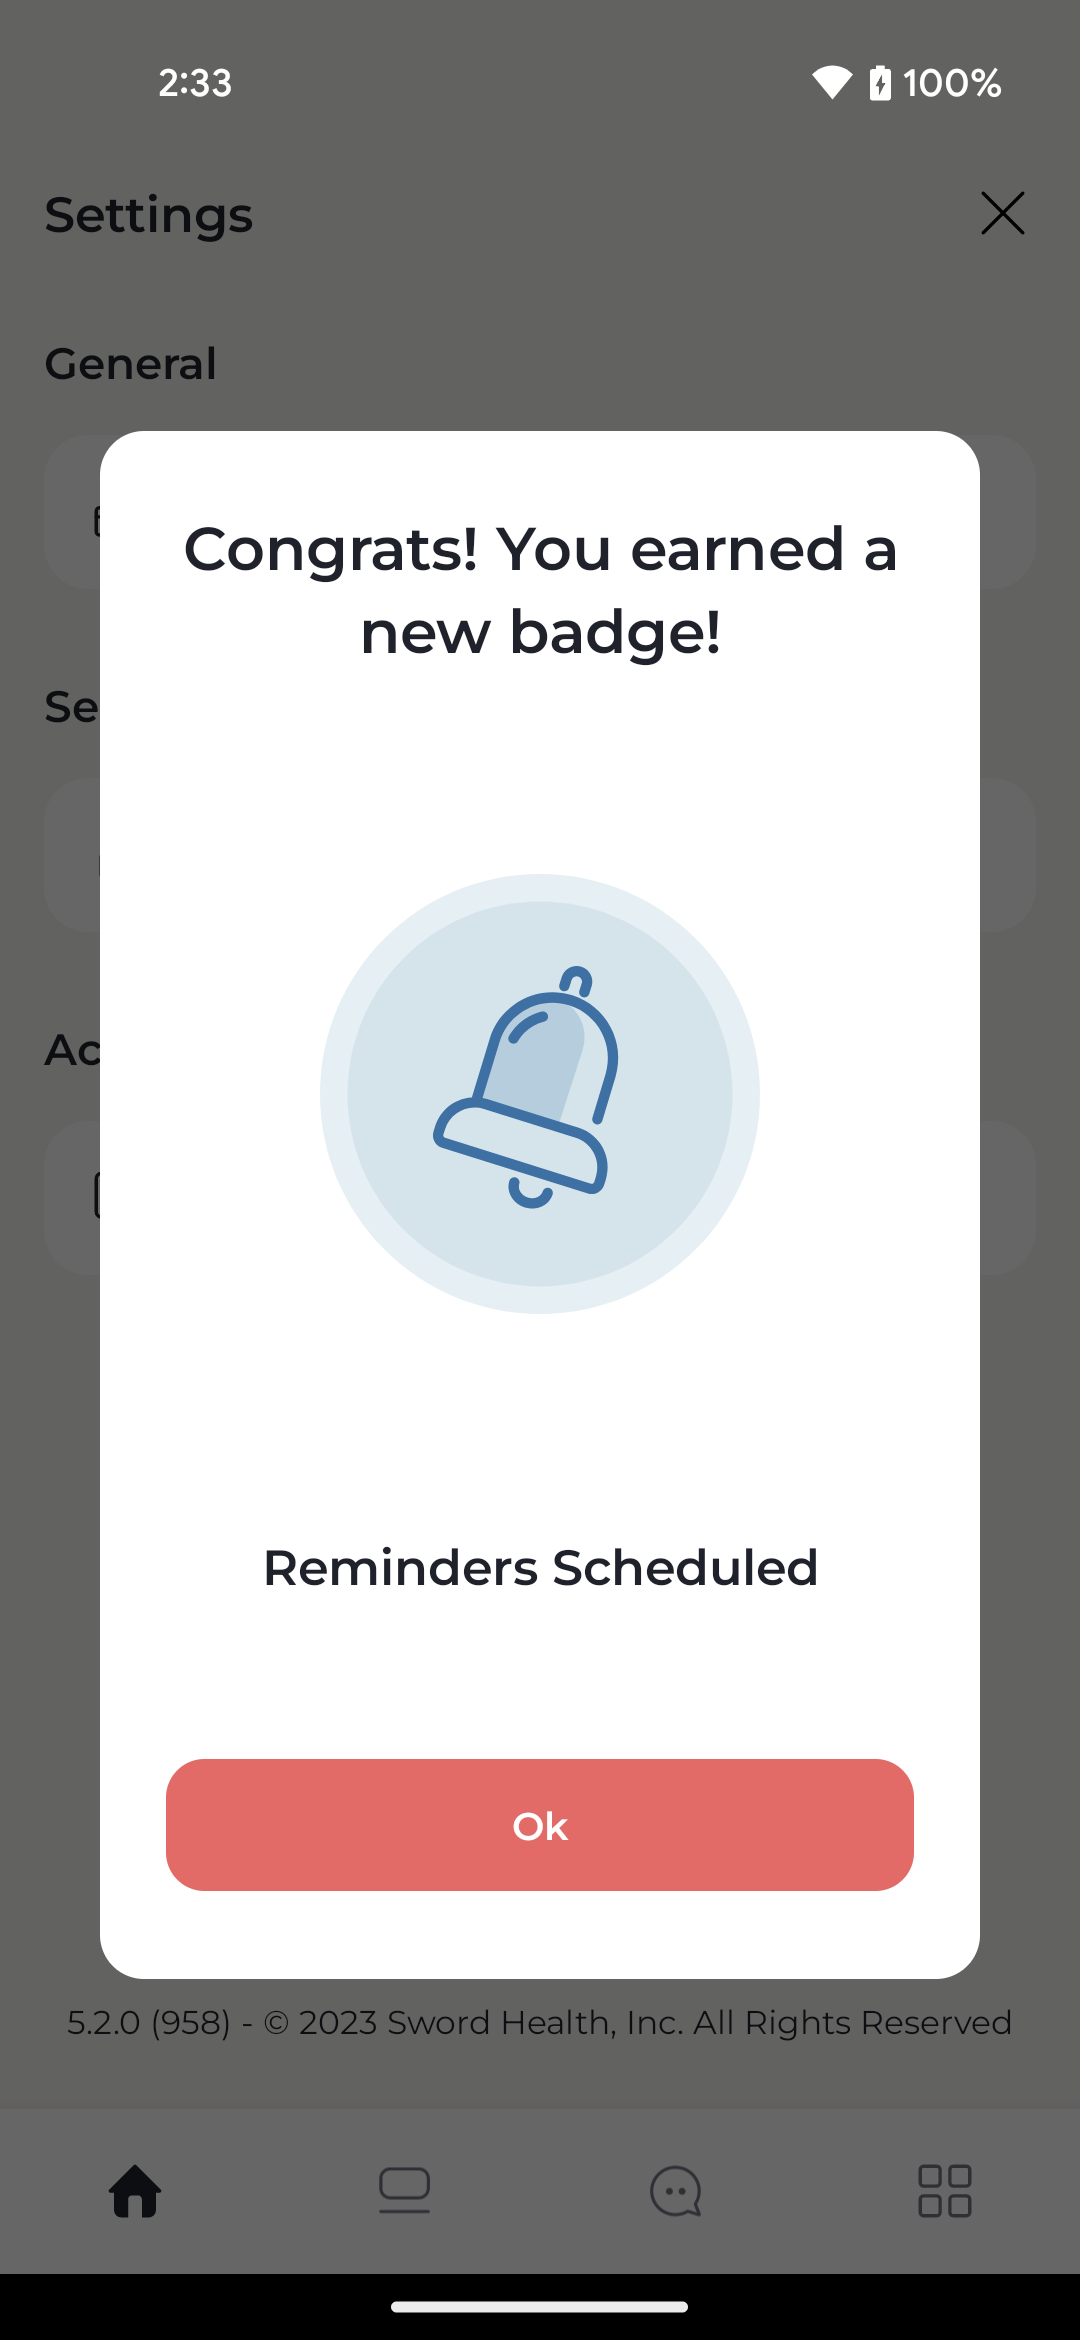 2:33
100%
Settings
General
Congrats! You earned a
new badge!
Se
Ac
Reminders Scheduled
Ok
5.2.0 (958) - © 2023 Sword Health, Inc. All Rights Reserved